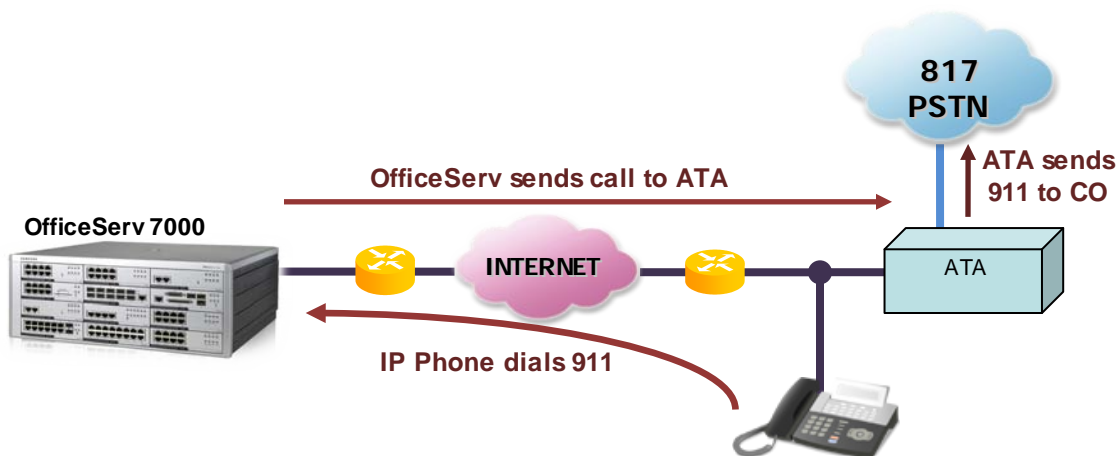 817
PSTN
ATA sends
911 to CO
OfficeServ sends call to ATA
OfficeServ 7000
INTERNET
ATA
IP Phone dials 911